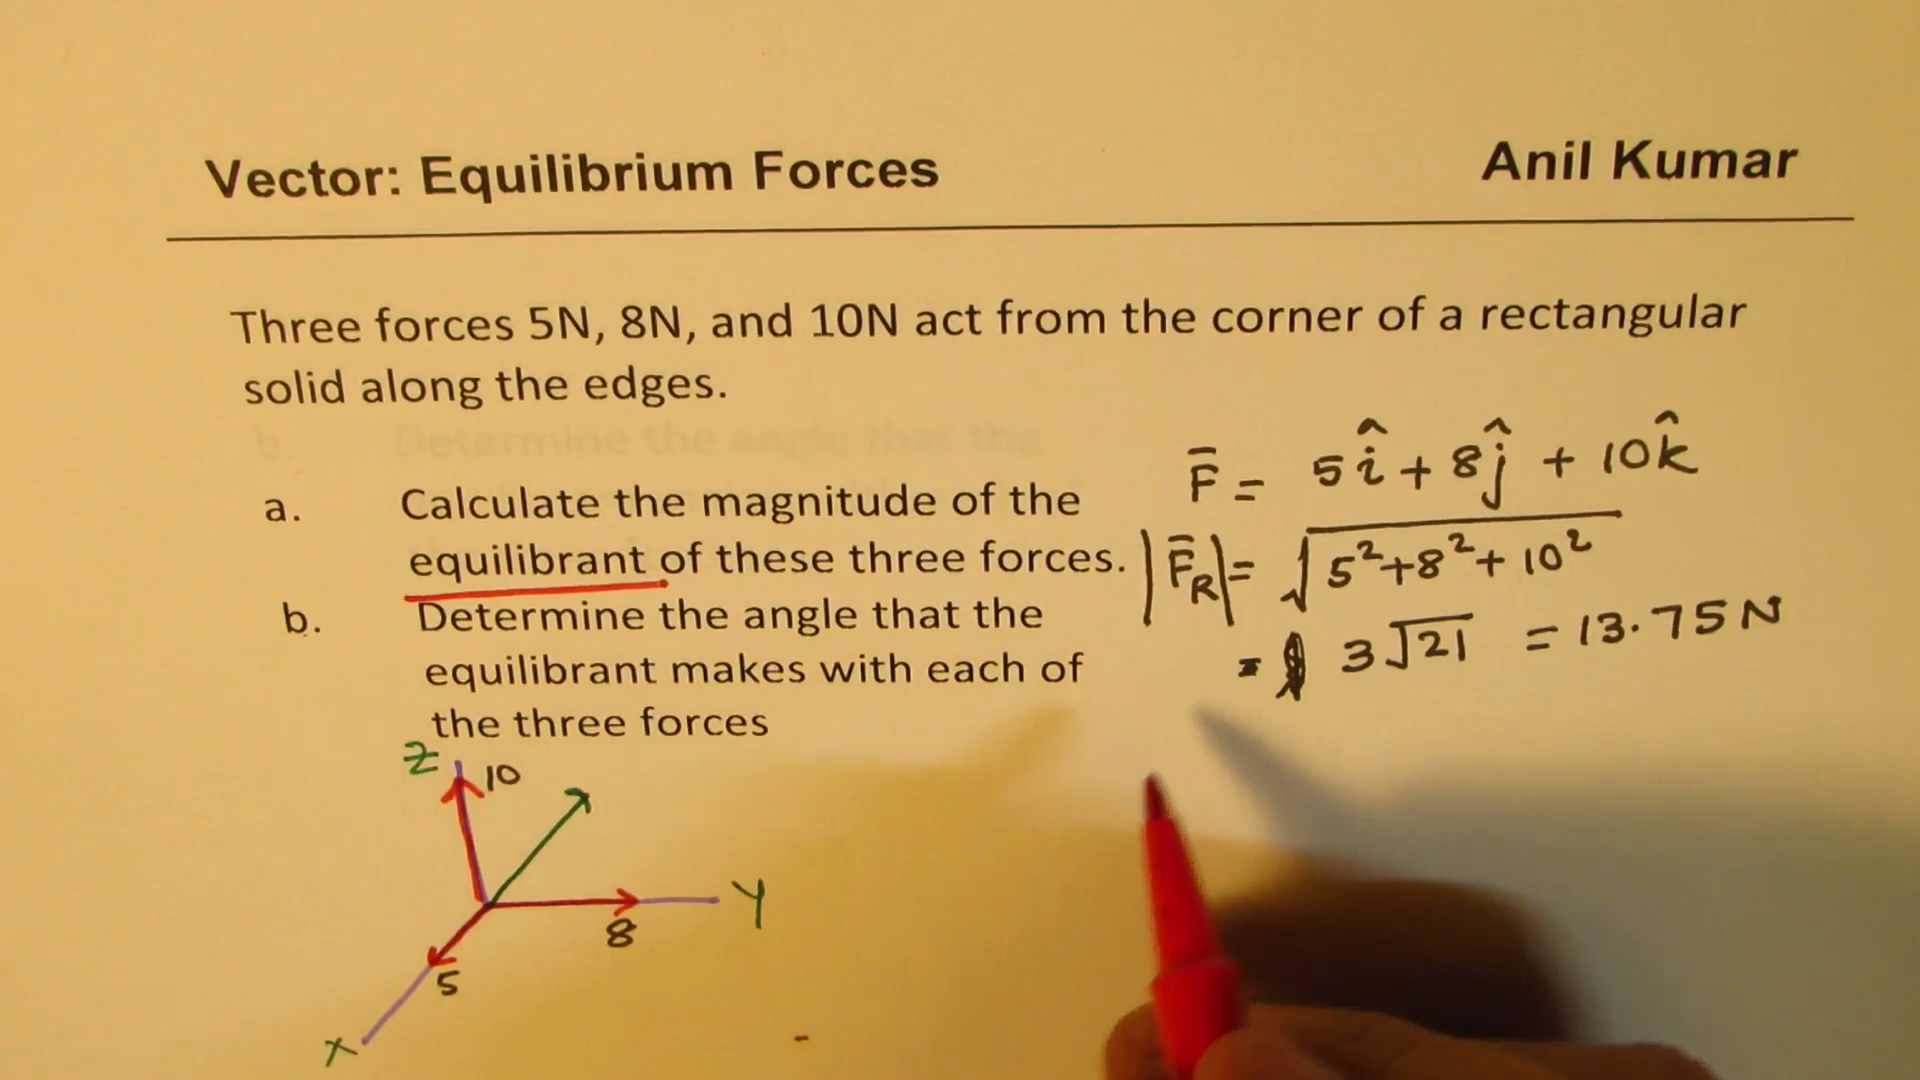 Vector: Equilibrium Forces Anil Kumar
Three forces 5N, 8N, and 10N act from the corner of a rectangular
solid along the edges.
a. Calculate the magnitude of the
equilibrant of these three forces.
b. Determine the angle that the
equilibrant makes with each of
the three forces
F̄ = 5î + 8ĵ + 10k̂
|F̄R| = √5²+8²+10²
= 3√21 = 13.75N
Z 10
Y
8
5
X